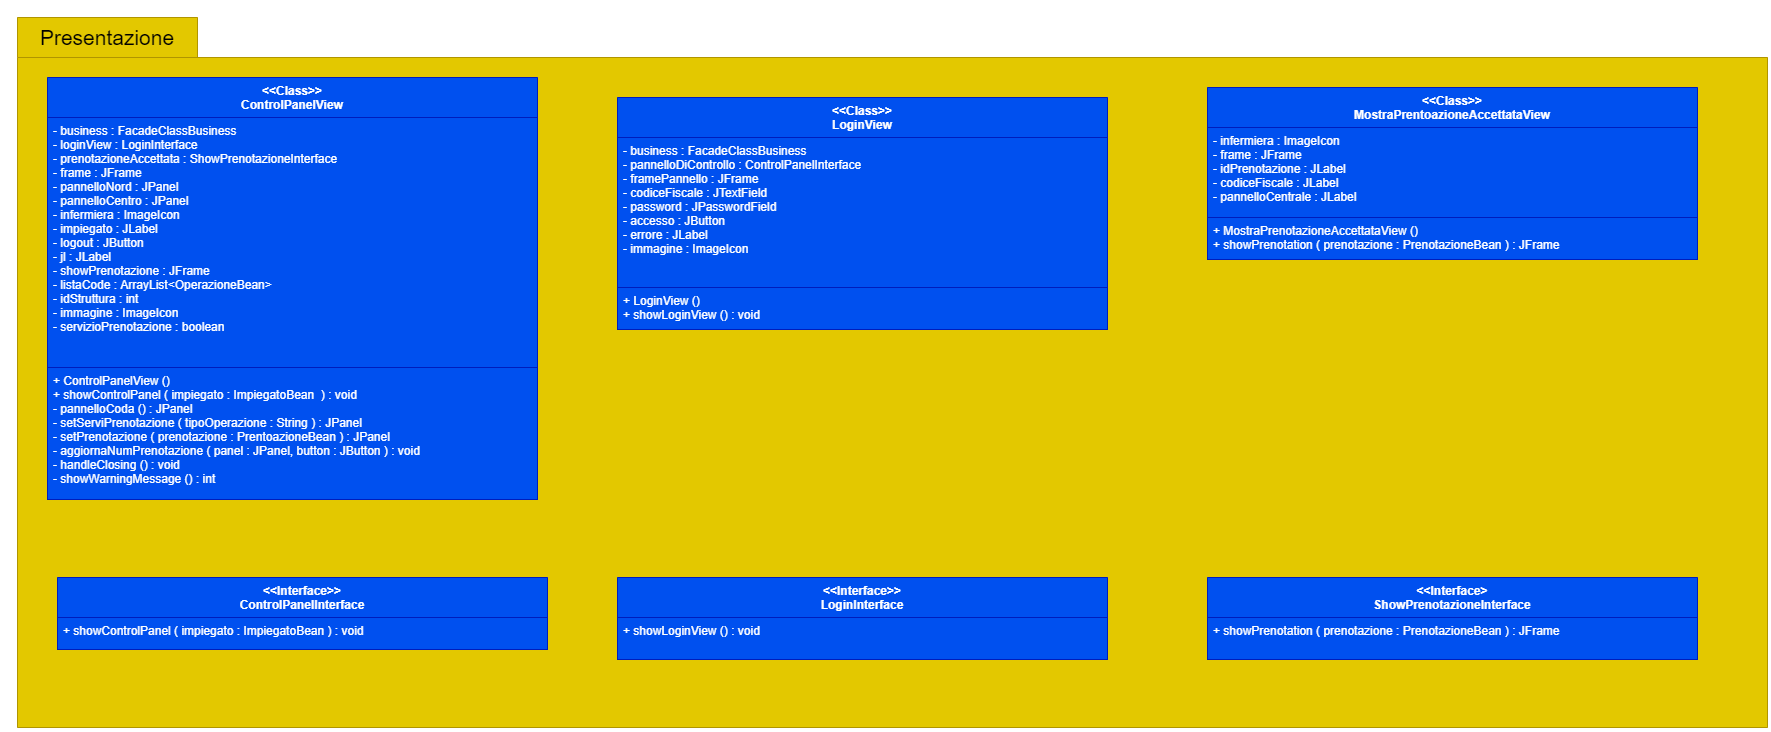 Presentazione
<<Class>>
ControlPanelView
- business : FacadeClassBusiness
- loginView : LoginInterface
- prenotazioneAccettata : ShowPrenotazioneInterface
- frame : JFrame
- pannelloNord : JPanel
- pannelloCentro : JPanel
- infermiera : ImageIcon
- impiegato : JLabel
- logout : JButton
- jl : JLabel
- showPrenotazione : JFrame
- listaCode : ArrayList<OperazioneBean>
- idStruttura : int
- immagine : ImageIcon
- servizioPrenotazione : boolean
+ ControlPanelView ()
+ showControlPanel ( impiegato : ImpiegatoBean  ) : void
- pannelloCoda () : JPanel
- setServiPrenotazione ( tipoOperazione : String ) : JPanel
- setPrenotazione ( prenotazione : PrentoazioneBean ) : JPanel
- aggiornaNumPrenotazione ( panel : JPanel, button : JButton ) : void
- handleClosing () : void
- showWarningMessage () : int
<<Class>>
LoginView
- business : FacadeClassBusiness
- pannelloDiControllo : ControlPanelInterface
- framePannello : JFrame
- codiceFiscale : JTextField
- password : JPasswordField
- accesso : JButton
- errore : JLabel
- immagine : ImageIcon
+ LoginView ()
+ showLoginView () : void
<<Class>>
MostraPrentoazioneAccettataView
- infermiera : ImageIcon
- frame : JFrame
- idPrenotazione : JLabel
- codiceFiscale : JLabel
- pannelloCentrale : JLabel
+ MostraPrenotazioneAccettataView ()
+ showPrenotation ( prenotazione : PrenotazioneBean ) : JFrame
<<Interface>>
ControlPanelInterface
+ showControlPanel ( impiegato : ImpiegatoBean ) : void
<<Interface>>
LoginInterface
+ showLoginView () : void
<<Interface>
ShowPrenotazioneInterface
+ showPrenotation ( prenotazione : PrenotazioneBean ) : JFrame